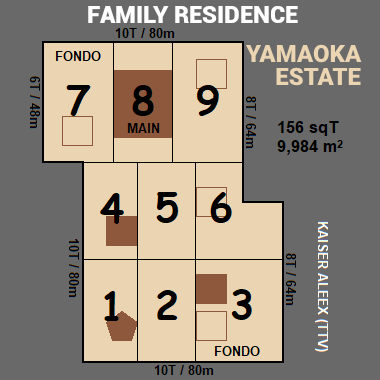 FAMILY RESIDENCE
10T / 80m
YAMAOKA
ESTATE
FONDO
7
8
MAIN
9
6T / 48m
8T / 64m
156 sqT
9,984 m²
4
5
6
10T / 80m
8T / 64m
KAISER ALEEX (TTV)
1
2
3
FONDO
10T / 80m